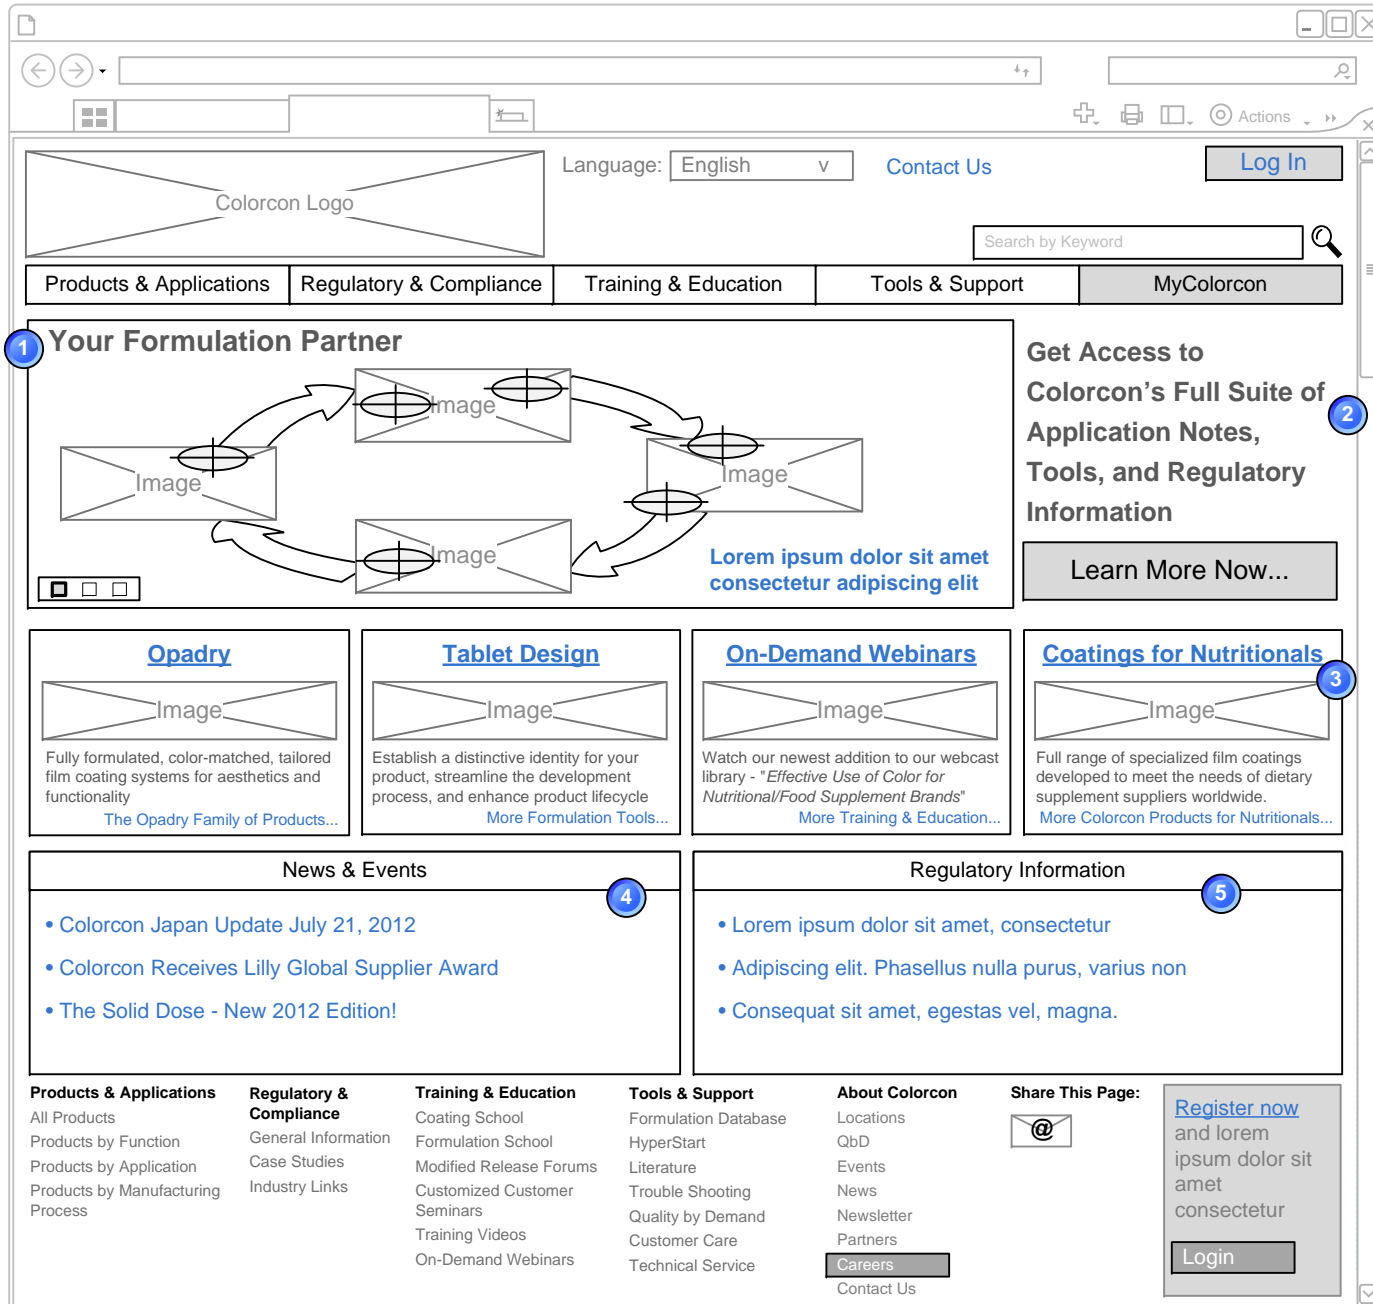 Actions
Language: English v Contact Us Log In
Colorcon Logo
Search by Keyword
Products & Applications Regulatory & Compliance Training & Education Tools & Support MyColorcon
1
Your Formulation Partner
Image
Image
Image
Image
Lorem ipsum dolor sit amet
consectetur adipiscing elit
Get Access to
Colorcon's Full Suite of
Application Notes,
Tools, and Regulatory
Information
2
Learn More Now...
Opadry
Image
Fully formulated, color-matched, tailored
film coating systems for aesthetics and
functionality
The Opadry Family of Products...
Tablet Design
Image
Establish a distinctive identity for your
product, streamline the development
process, and enhance product lifecycle
More Formulation Tools...
On-Demand Webinars
Image
Watch our newest addition to our webcast
library - "Effective Use of Color for
Nutritional/Food Supplement Brands"
More Training & Education...
Coatings for Nutritionals
3
Image
Full range of specialized film coatings
developed to meet the needs of dietary
supplement suppliers worldwide.
More Colorcon Products for Nutritionals...
News & Events
4
• Colorcon Japan Update July 21, 2012
• Colorcon Receives Lilly Global Supplier Award
• The Solid Dose - New 2012 Edition!
Regulatory Information
5
• Lorem ipsum dolor sit amet, consectetur
• Adipiscing elit. Phasellus nulla purus, varius non
• Consequat sit amet, egestas vel, magna.
Products & Applications
All Products
Products by Function
Products by Application
Products by Manufacturing
Process
Regulatory &
Compliance
General Information
Case Studies
Industry Links
Training & Education
Coating School
Formulation School
Modified Release Forums
Customized Customer
Seminars
Training Videos
On-Demand Webinars
Tools & Support
Formulation Database
HyperStart
Literature
Trouble Shooting
Quality by Demand
Customer Care
Technical Service
About Colorcon
Locations
QbD
Events
News
Newsletter
Partners
Careers
Contact Us
Share This Page:
@
Register now
and lorem
ipsum dolor sit
amet
consectetur
Login